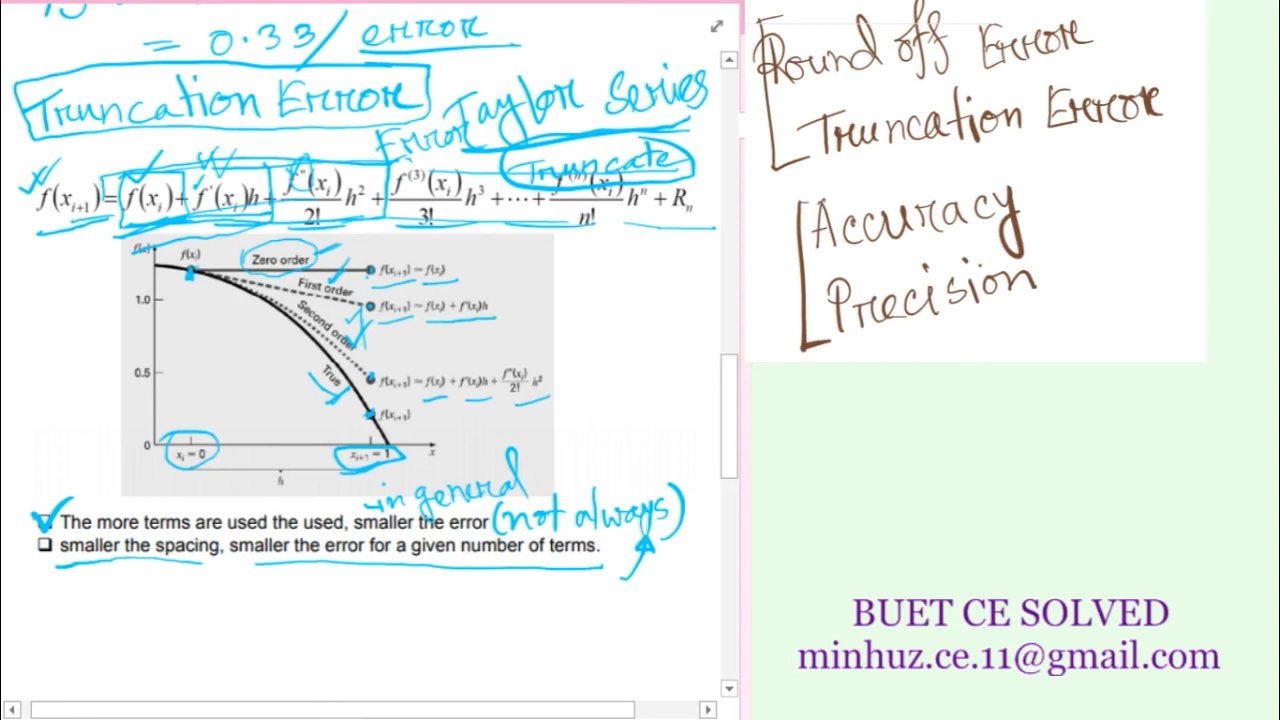 = 0.33/ error
Truncation Error
Error Taylor Series
Truncate
f(x_{i+1}) = f(x_i) + f'(x_i)h + f''(x_i)/2! h² + f^{(3)}(x_i)/3! h³ + ⋯ + f^{(n)}(x_i)/n! h^n + R_n
f(x)
f(x_i)
Zero order
f(x_{i+1}) ≃ f(x_i)
First order
1.0
f(x_{i+1}) ≃ f(x_i) + f'(x_i)h
Second order
0.5
True
f(x_{i+1}) ≃ f(x_i) + f'(x_i)h + f''(x_i)/2! h²
f(x_{i+1})
0
x_i = 0
x_{i+1} = 1
x
h
in general
The more terms are used the used, smaller the error (not always)
smaller the spacing, smaller the error for a given number of terms.
Round off Error
Truncation Error
Accuracy
Precision
BUET CE SOLVED
minhuz.ce.11@gmail.com